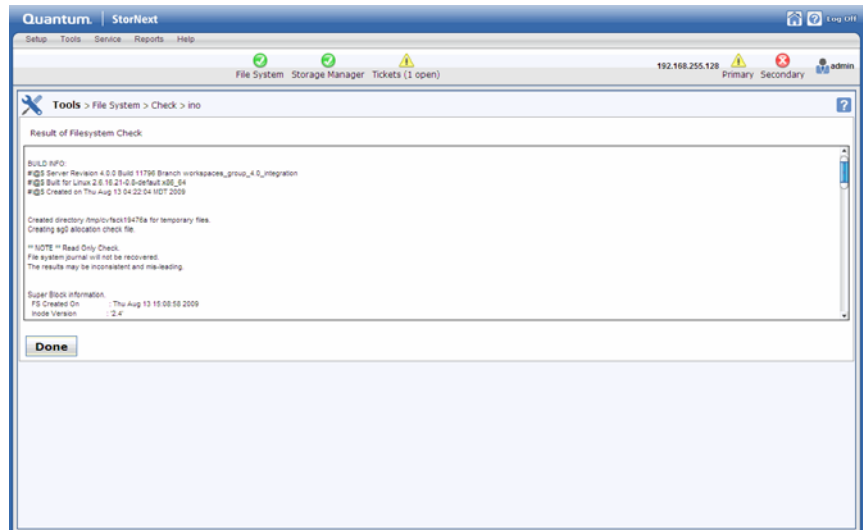 Quantum. StorNext
Log Off
Setup Tools Service Reports Help
File System Storage Manager Tickets (1 open)
192.168.255.128 Primary Secondary admin
Tools > File System > Check > ino
Result of Filesystem Check
BUILD INFO:
#!@$ Server Revision 4.0.0 Build 11796 Branch workspaces_group_4.0_integration
#!@$ Built for Linux 2.6.16.21-0.8-default x86_64
#!@$ Created on Thu Aug 13 04:22:04 MDT 2009
Created directory /tmp/cvfsck19476a for temporary files.
Creating sg0 allocation check file.
** NOTE ** Read Only Check.
File system journal will not be recovered.
The results may be inconsistent and mis-leading.
Super Block information.
FS Created On : Thu Aug 13 15:08:58 2009
Inode Version : '2.4'
Done